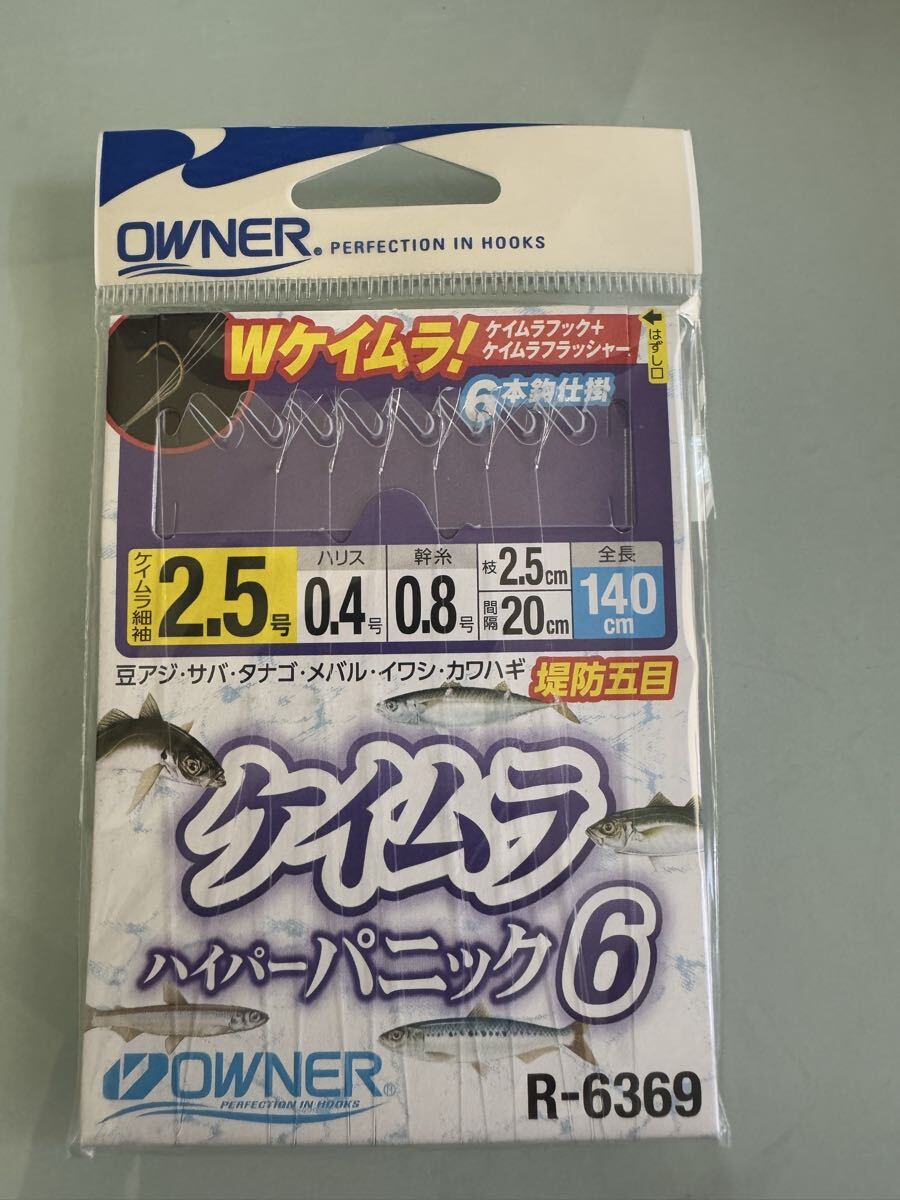 OWNER® PERFECTION IN HOOKS
Wケイムラ!
ケイムラフック+
ケイムラフラッシャー
はずし口
6本鈎仕掛
ケイムラ細袖 2.5号
ハリス 0.4号
幹糸 0.8号
枝 2.5cm
間隔 20cm
全長 140cm
豆アジ・サバ・タナゴ・メバル・イワシ・カワハギ 堤防五目
ケイムラ
ハイパーパニック6
OWNER®
PERFECTION IN HOOKS
R-6369